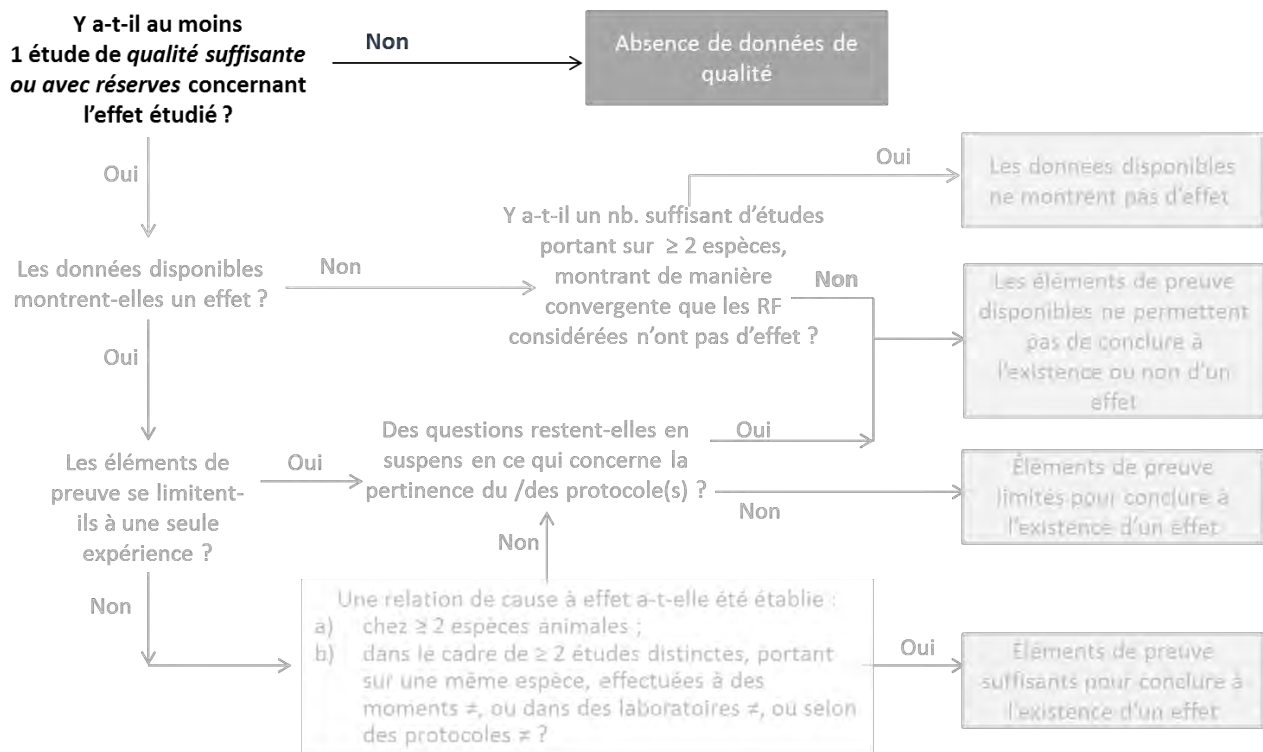 Y a-t-il au moins
1 étude de qualité suffisante
ou avec réserves concernant
l'effet étudié ?
Non
Absence de données de
qualité
Oui
Oui
Les données disponibles
ne montrent pas d'effet
Y a-t-il un nb. suffisant d'études
portant sur ≥ 2 espèces,
montrant de manière
convergente que les RF
considérées n'ont pas d'effet ?
Les données disponibles
montrent-elles un effet ?
Non
Non
Les éléments de preuve
disponibles ne permettent
pas de conclure à
l'existence ou non d'un
effet
Oui
Des questions restent-elles en
suspens en ce qui concerne la
pertinence du /des protocole(s) ?
Oui
Les éléments de
preuve se limitent-
ils à une seule
expérience ?
Oui
Non
Éléments de preuve
limités pour conclure à
l'existence d'un effet
Non
Non
Une relation de cause à effet a-t-elle été établie :
a) chez ≥ 2 espèces animales ;
b) dans le cadre de ≥ 2 études distinctes, portant
sur une même espèce, effectuées à des
moments ≠, ou dans des laboratoires ≠, ou selon
des protocoles ≠ ?
Oui
Eléments de preuve
suffisants pour conclure à
l'existence d'un effet